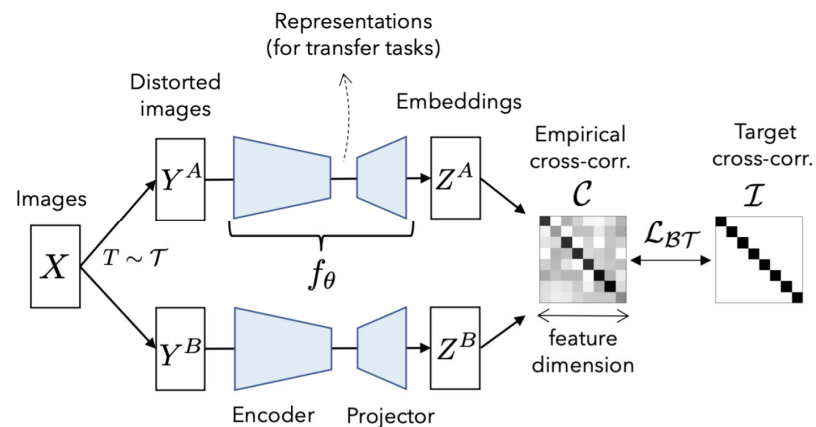 Representations
(for transfer tasks)
Distorted
images
Embeddings
Empirical
cross-corr.
Target
cross-corr.
Images
Y^A
Z^A
C
I
X
T ∼ 𝒯
f_θ
ℒ_ℬ𝒯
Y^B
Z^B
feature
dimension
Encoder
Projector